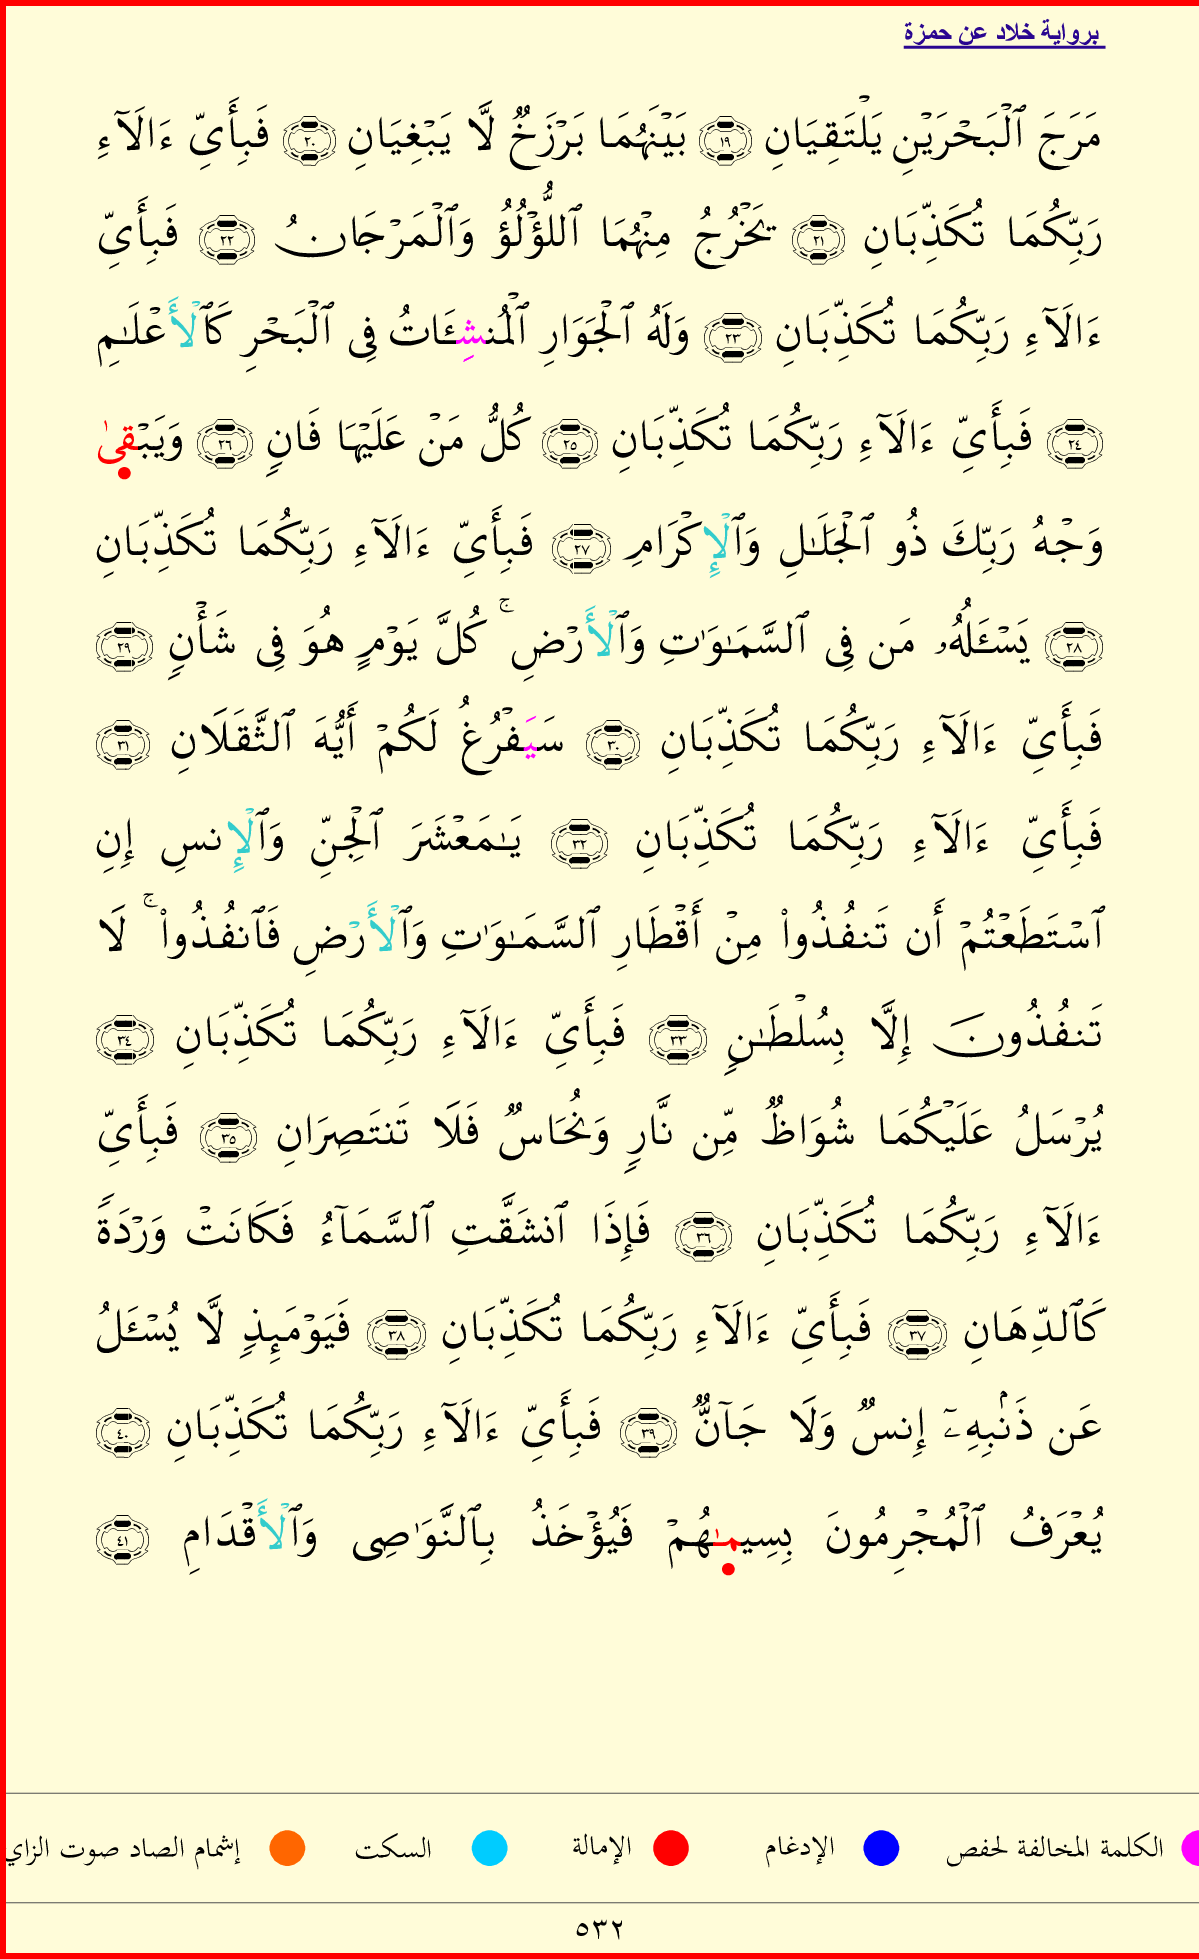 برواية خلاد عن حمزة
مَرَجَ ٱلۡبَحۡرَيۡنِ يَلۡتَقِيَانِ ١٩ بَيۡنَهُمَا بَرۡزَخٞ لَّا يَبۡغِيَانِ ٢٠ فَبِأَيِّ ءَالَآءِ
رَبِّكُمَا تُكَذِّبَانِ ٢١ يَخۡرُجُ مِنۡهُمَا ٱللُّؤۡلُؤُ وَٱلۡمَرۡجَانُ ٢٢ فَبِأَيِّ
ءَالَآءِ رَبِّكُمَا تُكَذِّبَانِ ٢٣ وَلَهُ ٱلۡجَوَارِ ٱلۡمُنشِـَٔاتُ فِي ٱلۡبَحۡرِ كَٱلۡأَعۡلَٰمِ
٢٤ فَبِأَيِّ ءَالَآءِ رَبِّكُمَا تُكَذِّبَانِ ٢٥ كُلُّ مَنۡ عَلَيۡهَا فَانٖ ٢٦ وَيَبۡقىٰ
وَجۡهُ رَبِّكَ ذُو ٱلۡجَلَٰلِ وَٱلۡإِكۡرَامِ ٢٧ فَبِأَيِّ ءَالَآءِ رَبِّكُمَا تُكَذِّبَانِ
٢٨ يَسۡـَٔلُهُۥ مَن فِي ٱلسَّمَٰوَٰتِ وَٱلۡأَرۡضِۚ كُلَّ يَوۡمٍ هُوَ فِي شَأۡنٖ ٢٩
فَبِأَيِّ ءَالَآءِ رَبِّكُمَا تُكَذِّبَانِ ٣٠ سَيَفۡرُغُ لَكُمۡ أَيُّهَ ٱلثَّقَلَانِ ٣١
فَبِأَيِّ ءَالَآءِ رَبِّكُمَا تُكَذِّبَانِ ٣٢ يَٰمَعۡشَرَ ٱلۡجِنِّ وَٱلۡإِنسِ إِنِ
ٱسۡتَطَعۡتُمۡ أَن تَنفُذُواْ مِنۡ أَقۡطَارِ ٱلسَّمَٰوَٰتِ وَٱلۡأَرۡضِ فَٱنفُذُواْۚ لَا
تَنفُذُونَ إِلَّا بِسُلۡطَٰنٖ ٣٣ فَبِأَيِّ ءَالَآءِ رَبِّكُمَا تُكَذِّبَانِ ٣٤
يُرۡسَلُ عَلَيۡكُمَا شُوَاظٞ مِّن نَّارٖ وَنُحَاسٞ فَلَا تَنتَصِرَانِ ٣٥ فَبِأَيِّ
ءَالَآءِ رَبِّكُمَا تُكَذِّبَانِ ٣٦ فَإِذَا ٱنشَقَّتِ ٱلسَّمَآءُ فَكَانَتۡ وَرۡدَةٗ
كَٱلدِّهَانِ ٣٧ فَبِأَيِّ ءَالَآءِ رَبِّكُمَا تُكَذِّبَانِ ٣٨ فَيَوۡمَئِذٖ لَّا يُسۡـَٔلُ
عَن ذَنۢبِهِۦٓ إِنسٞ وَلَا جَآنّٞ ٣٩ فَبِأَيِّ ءَالَآءِ رَبِّكُمَا تُكَذِّبَانِ ٤٠
يُعۡرَفُ ٱلۡمُجۡرِمُونَ بِسِيمَٰهُمۡ فَيُؤۡخَذُ بِٱلنَّوَٰصِي وَٱلۡأَقۡدَامِ ٤١
الكلمة المخالفة لحفص الإدغام الإمالة السكت إشمام الصاد صوت الزاي
٥٣٢